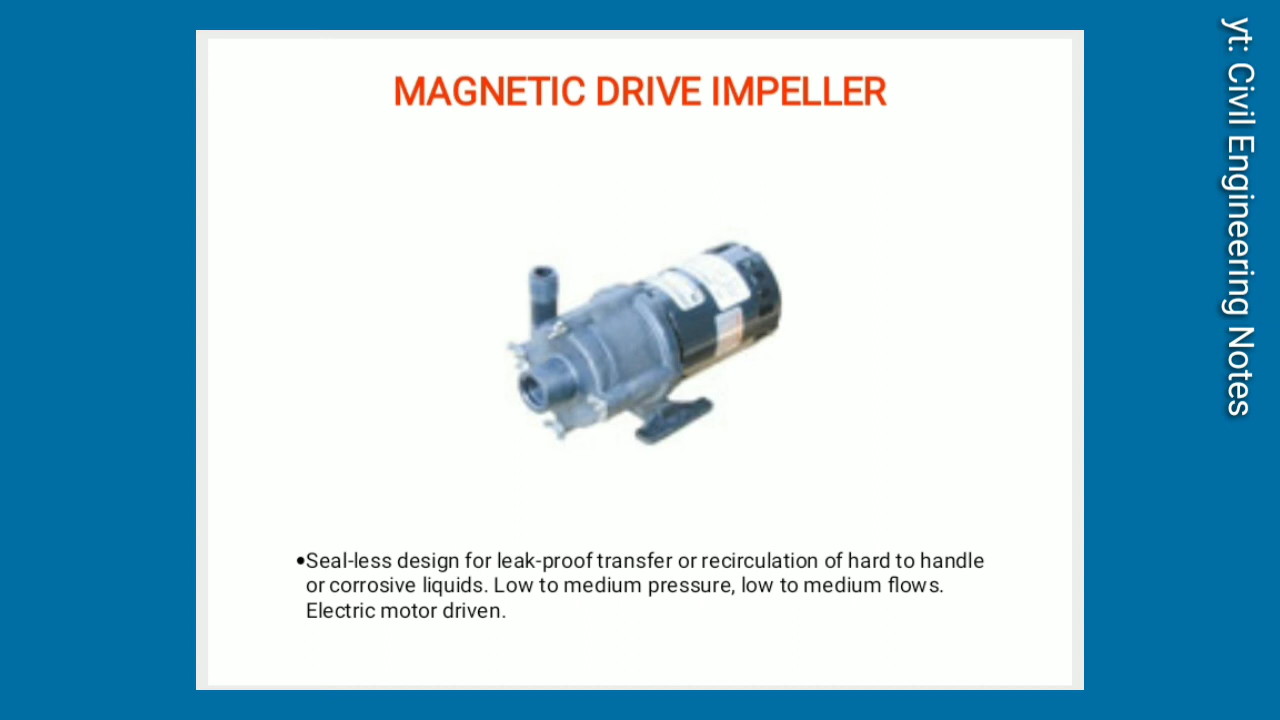 MAGNETIC DRIVE IMPELLER
•Seal-less design for leak-proof transfer or recirculation of hard to handle
or corrosive liquids. Low to medium pressure, low to medium flows.
Electric motor driven.
yt: Civil Engineering Notes